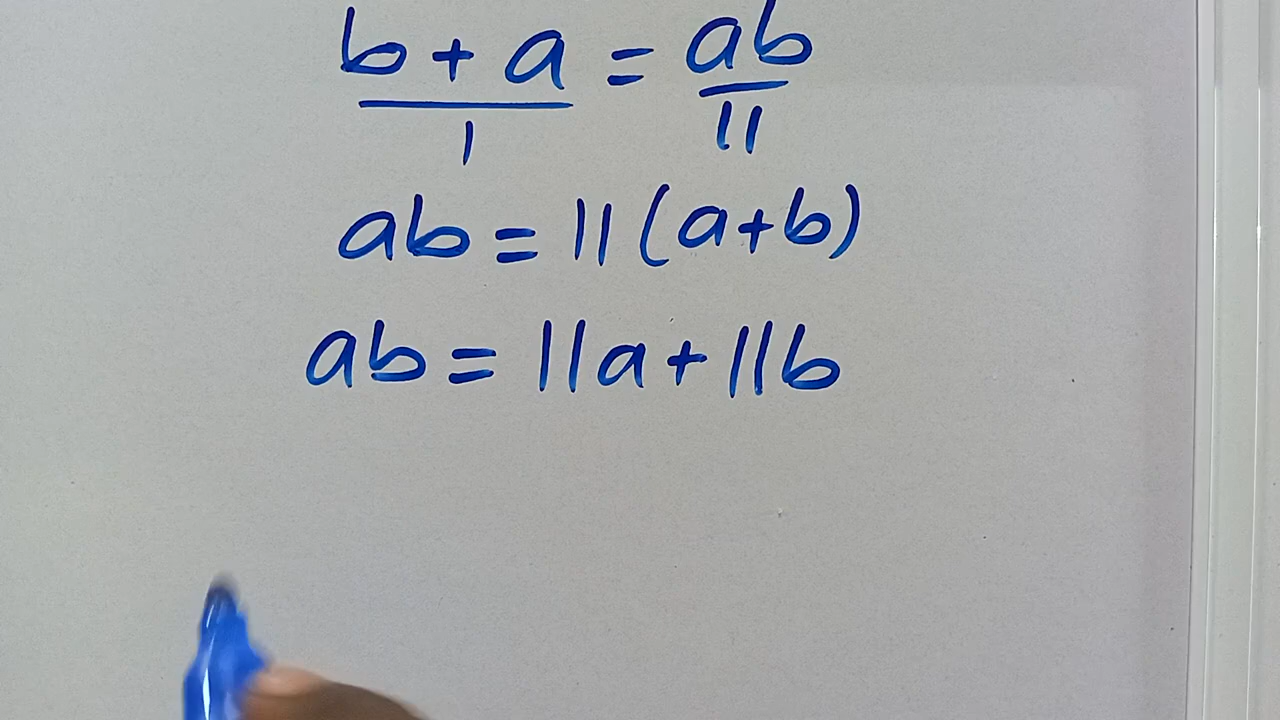 b + a = ab
1 11
ab = 11(a+b)
ab = 11a + 11b